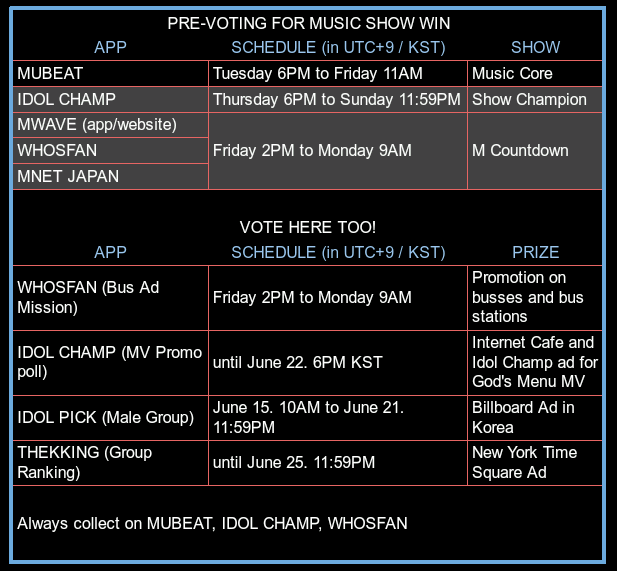 PRE-VOTING FOR MUSIC SHOW WIN
APP SCHEDULE (in UTC+9 / KST) SHOW
MUBEAT Tuesday 6PM to Friday 11AM Music Core
IDOL CHAMP Thursday 6PM to Sunday 11:59PM Show Champion
MWAVE (app/website)
WHOSFAN Friday 2PM to Monday 9AM M Countdown
MNET JAPAN
VOTE HERE TOO!
APP SCHEDULE (in UTC+9 / KST) PRIZE
WHOSFAN (Bus Ad
Mission)
Friday 2PM to Monday 9AM
Promotion on
busses and bus
stations
IDOL CHAMP (MV Promo
poll)
until June 22. 6PM KST
Internet Cafe and
Idol Champ ad for
God's Menu MV
IDOL PICK (Male Group)
June 15. 10AM to June 21.
11:59PM
Billboard Ad in
Korea
THEKKING (Group
Ranking)
until June 25. 11:59PM
New York Time
Square Ad
Always collect on MUBEAT, IDOL CHAMP, WHOSFAN